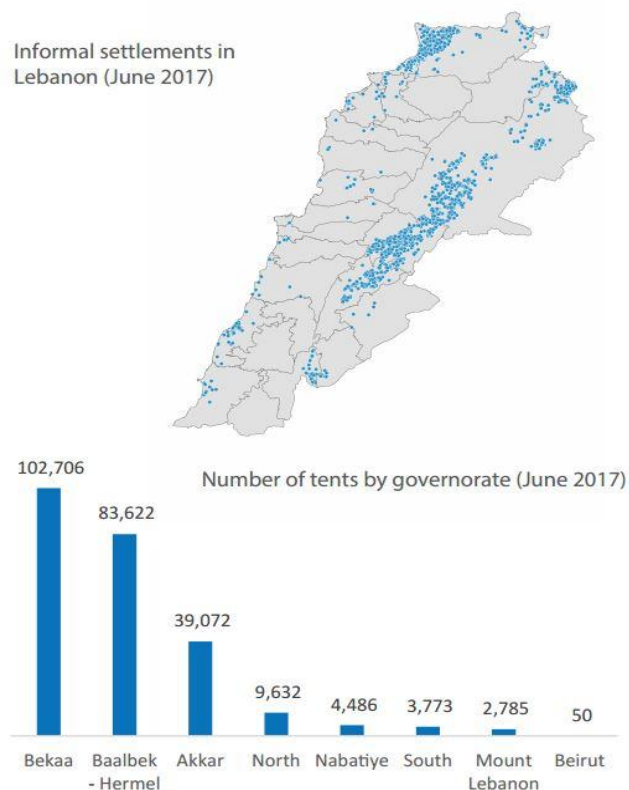 Informal settlements in
Lebanon (June 2017)
Number of tents by governorate (June 2017)
102,706
83,622
39,072
9,632
4,486
3,773
2,785
50
Bekaa
Baalbek
- Hermel
Akkar
North
Nabatiye
South
Mount
Lebanon
Beirut